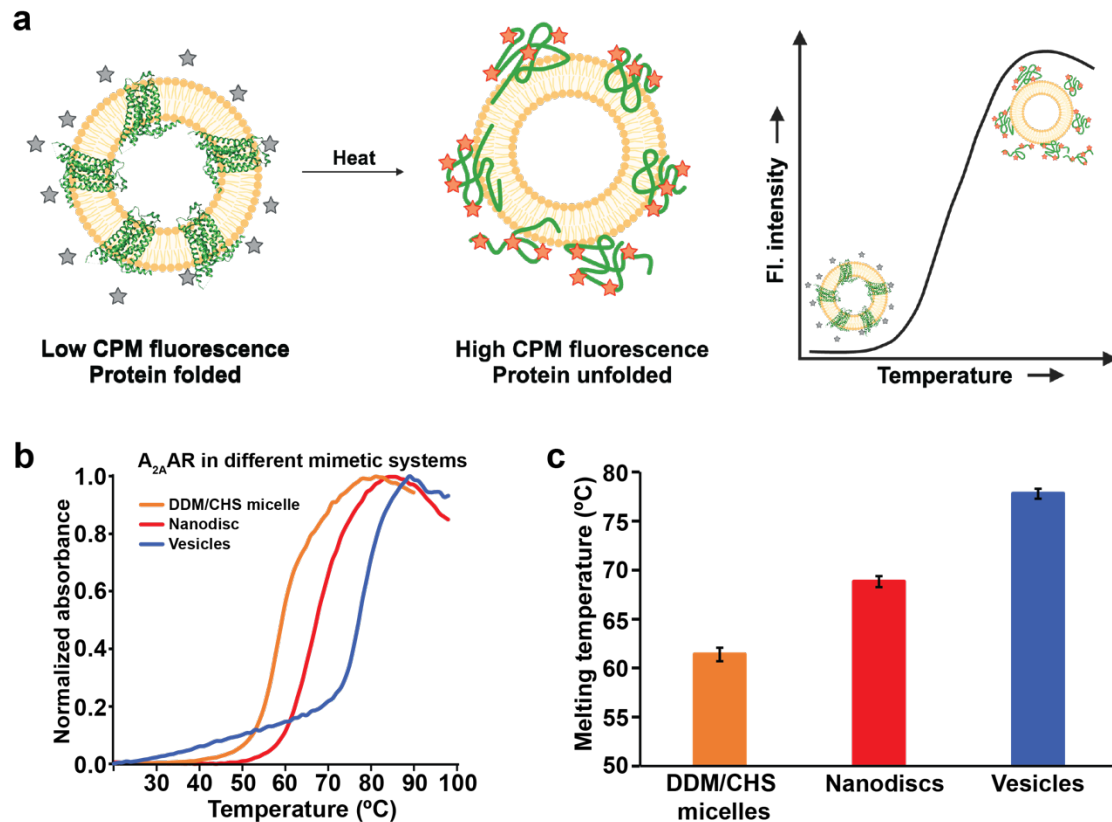 a
Heat
Low CPM fluorescence
Protein folded
High CPM fluorescence
Protein unfolded
Fl. intensity
Temperature
b
A2AAR in different mimetic systems
DDM/CHS micelle
Nanodisc
Vesicles
Normalized absorbance
1.0
0.8
0.6
0.4
0.2
0.0
30 40 50 60 70 80 90 100
Temperature (ºC)
c
Melting temperature (ºC)
80
75
70
65
60
55
50
DDM/CHS
micelles
Nanodiscs
Vesicles